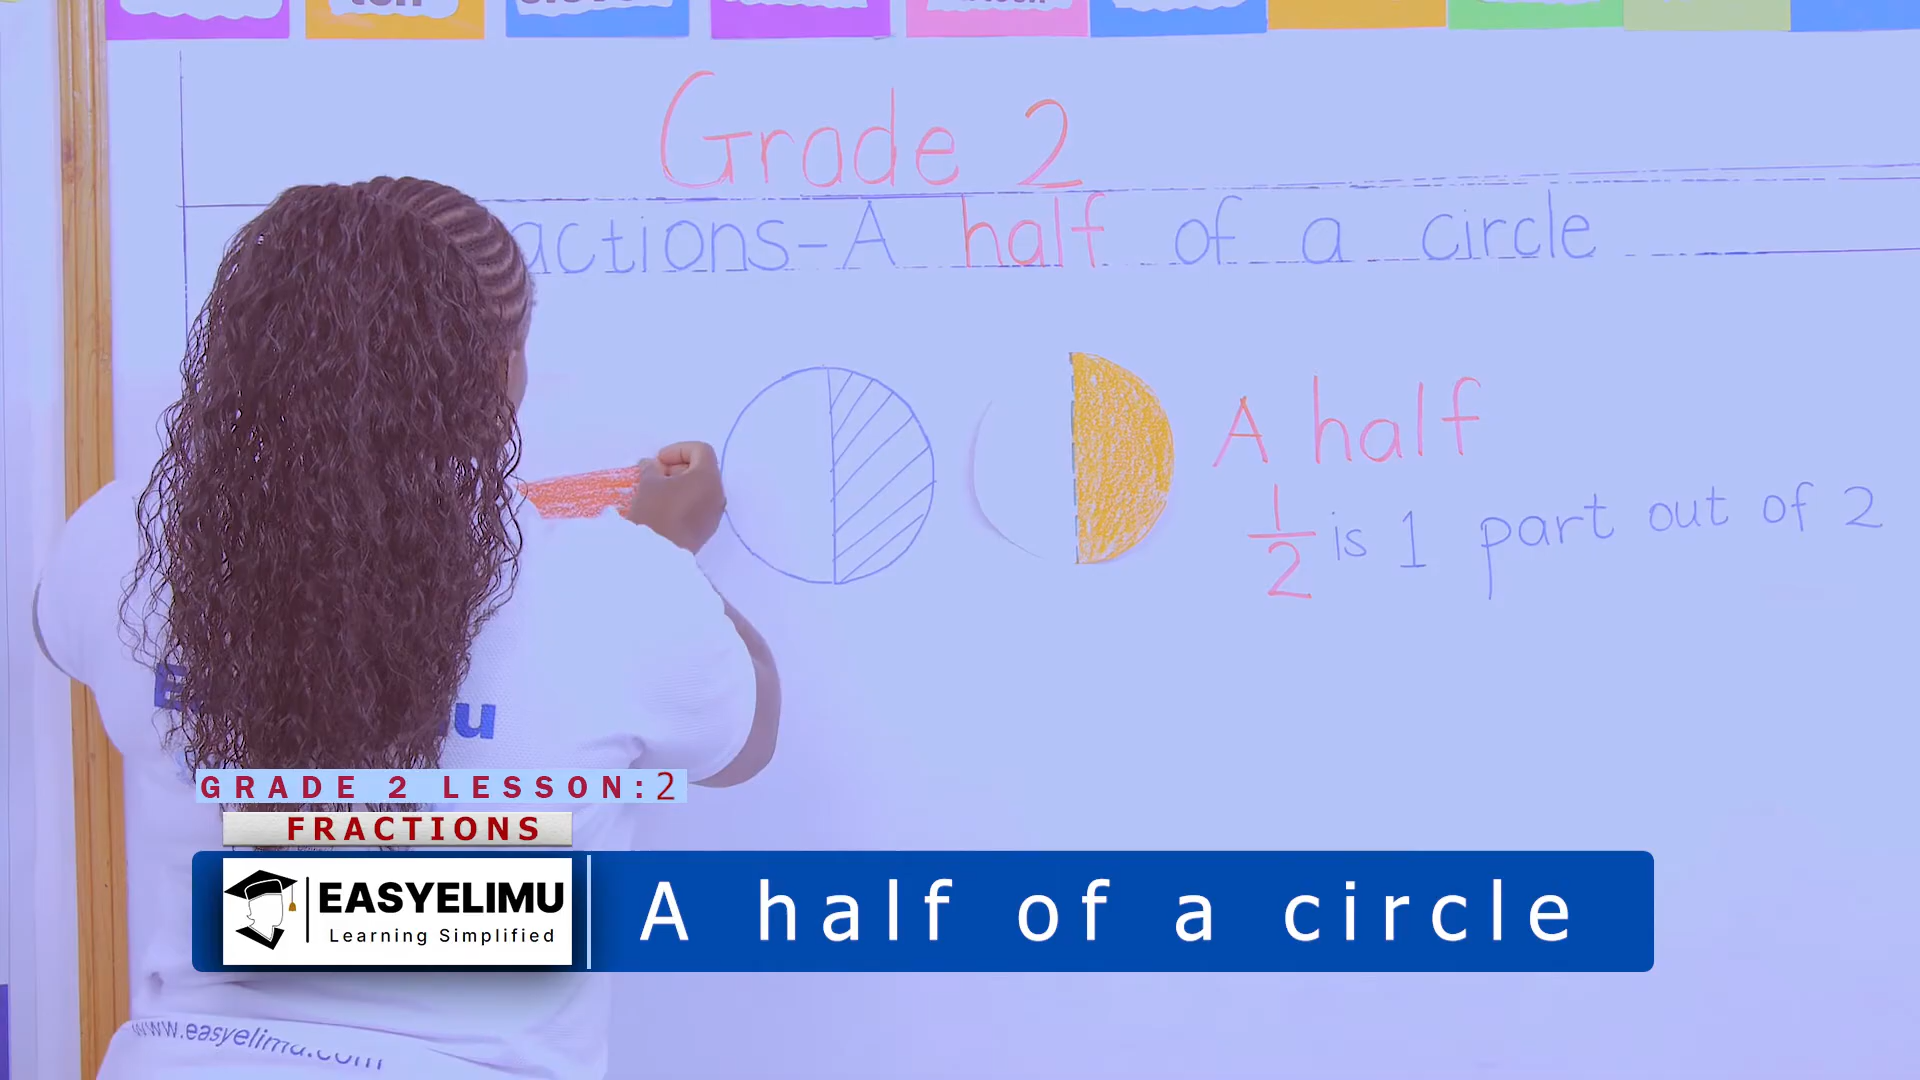 Grade 2
actions-A half of a circle
A half
1/2 is 1 part out of 2
u
GRADE 2 LESSON:2
FRACTIONS
EASYELIMU
Learning Simplified
A half of a circle
www.easyelimu.com